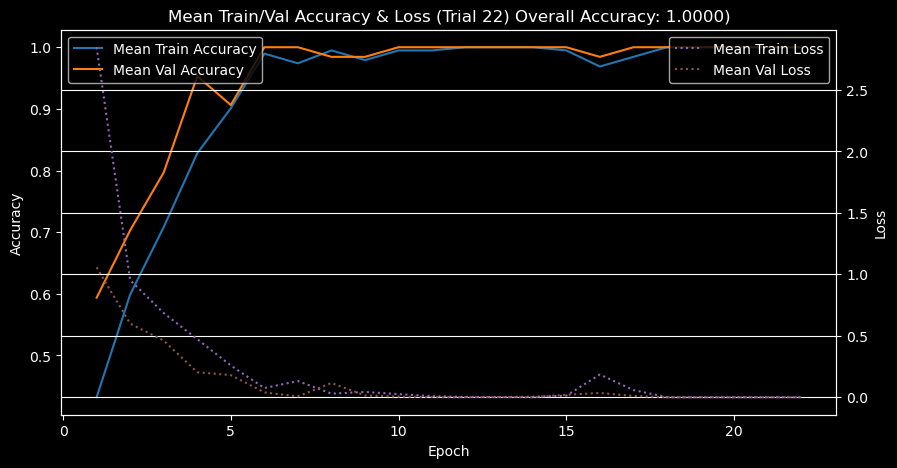 Mean Train/Val Accuracy & Loss (Trial 22) Overall Accuracy: 1.0000)
Mean Train Accuracy
Mean Val Accuracy
Mean Train Loss
Mean Val Loss
1.0
0.9
0.8
0.7
0.6
0.5
Accuracy
2.5
2.0
1.5
1.0
0.5
0.0
Loss
0
5
10
15
20
Epoch